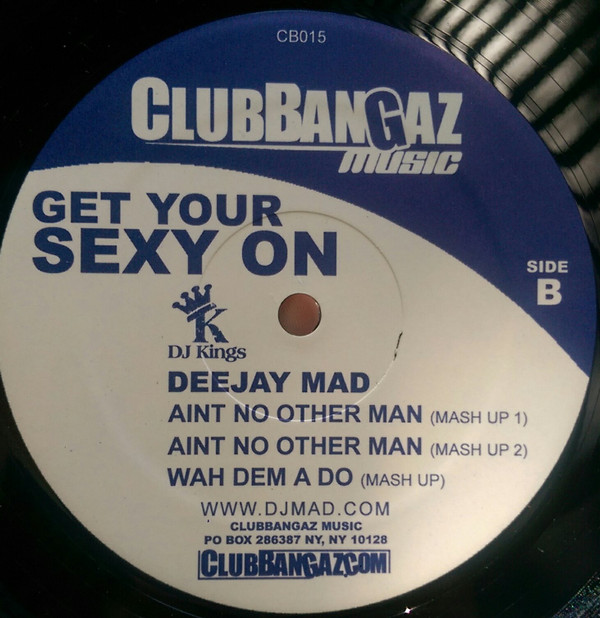 CB015
CLUBBANGAZ
MUSIC
GET YOUR
SEXY ON
SIDE
B
K
DJ Kings
DEEJAY MAD
AINT NO OTHER MAN (MASH UP 1)
AINT NO OTHER MAN (MASH UP 2)
WAH DEM A DO (MASH UP)
WWW.DJMAD.COM
CLUBBANGAZ MUSIC
PO BOX 286387 NY, NY 10128
CLUBBANGAZ.COM